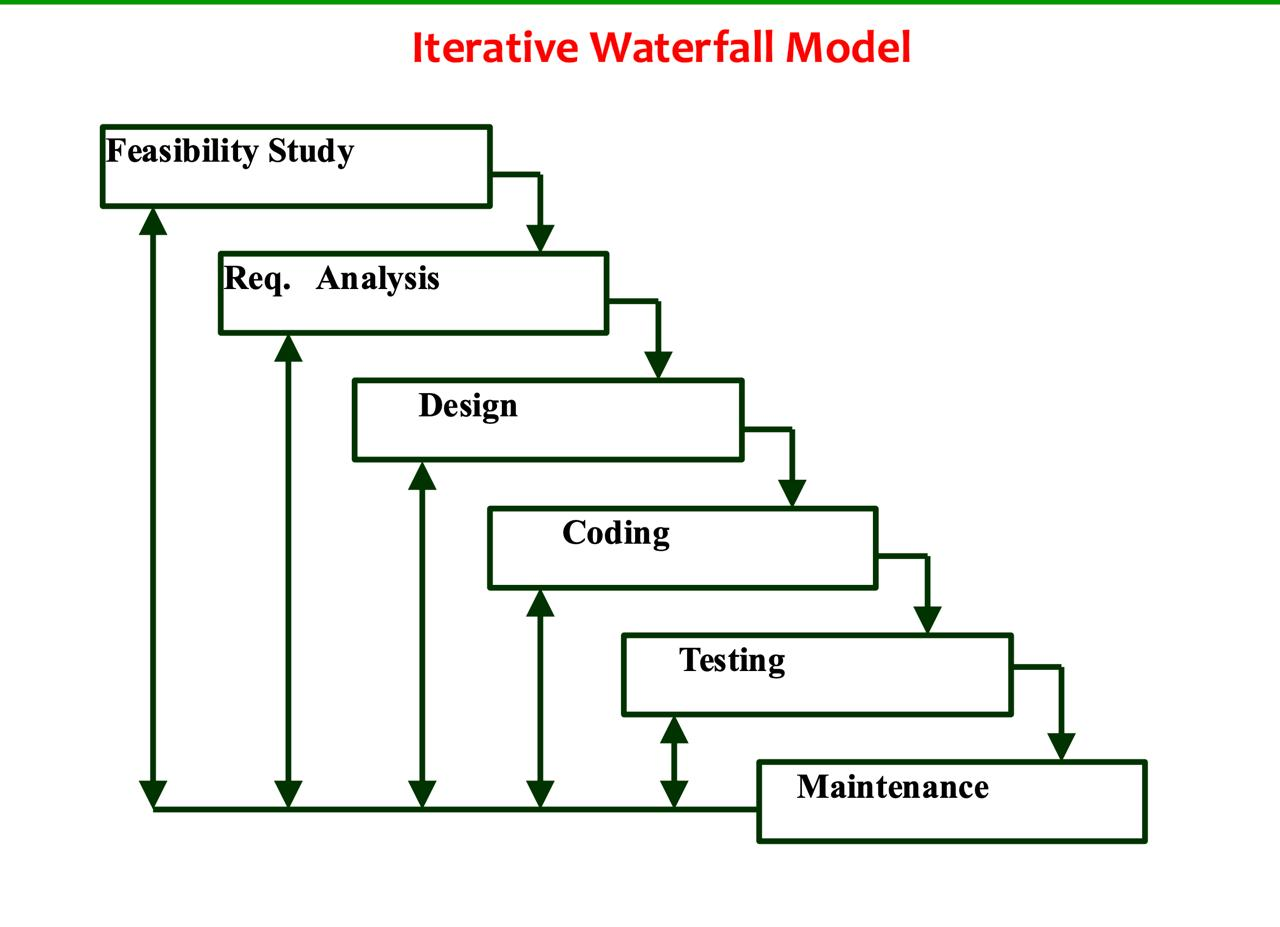 Iterative Waterfall Model
Feasibility Study
Req. Analysis
Design
Coding
Testing
Maintenance